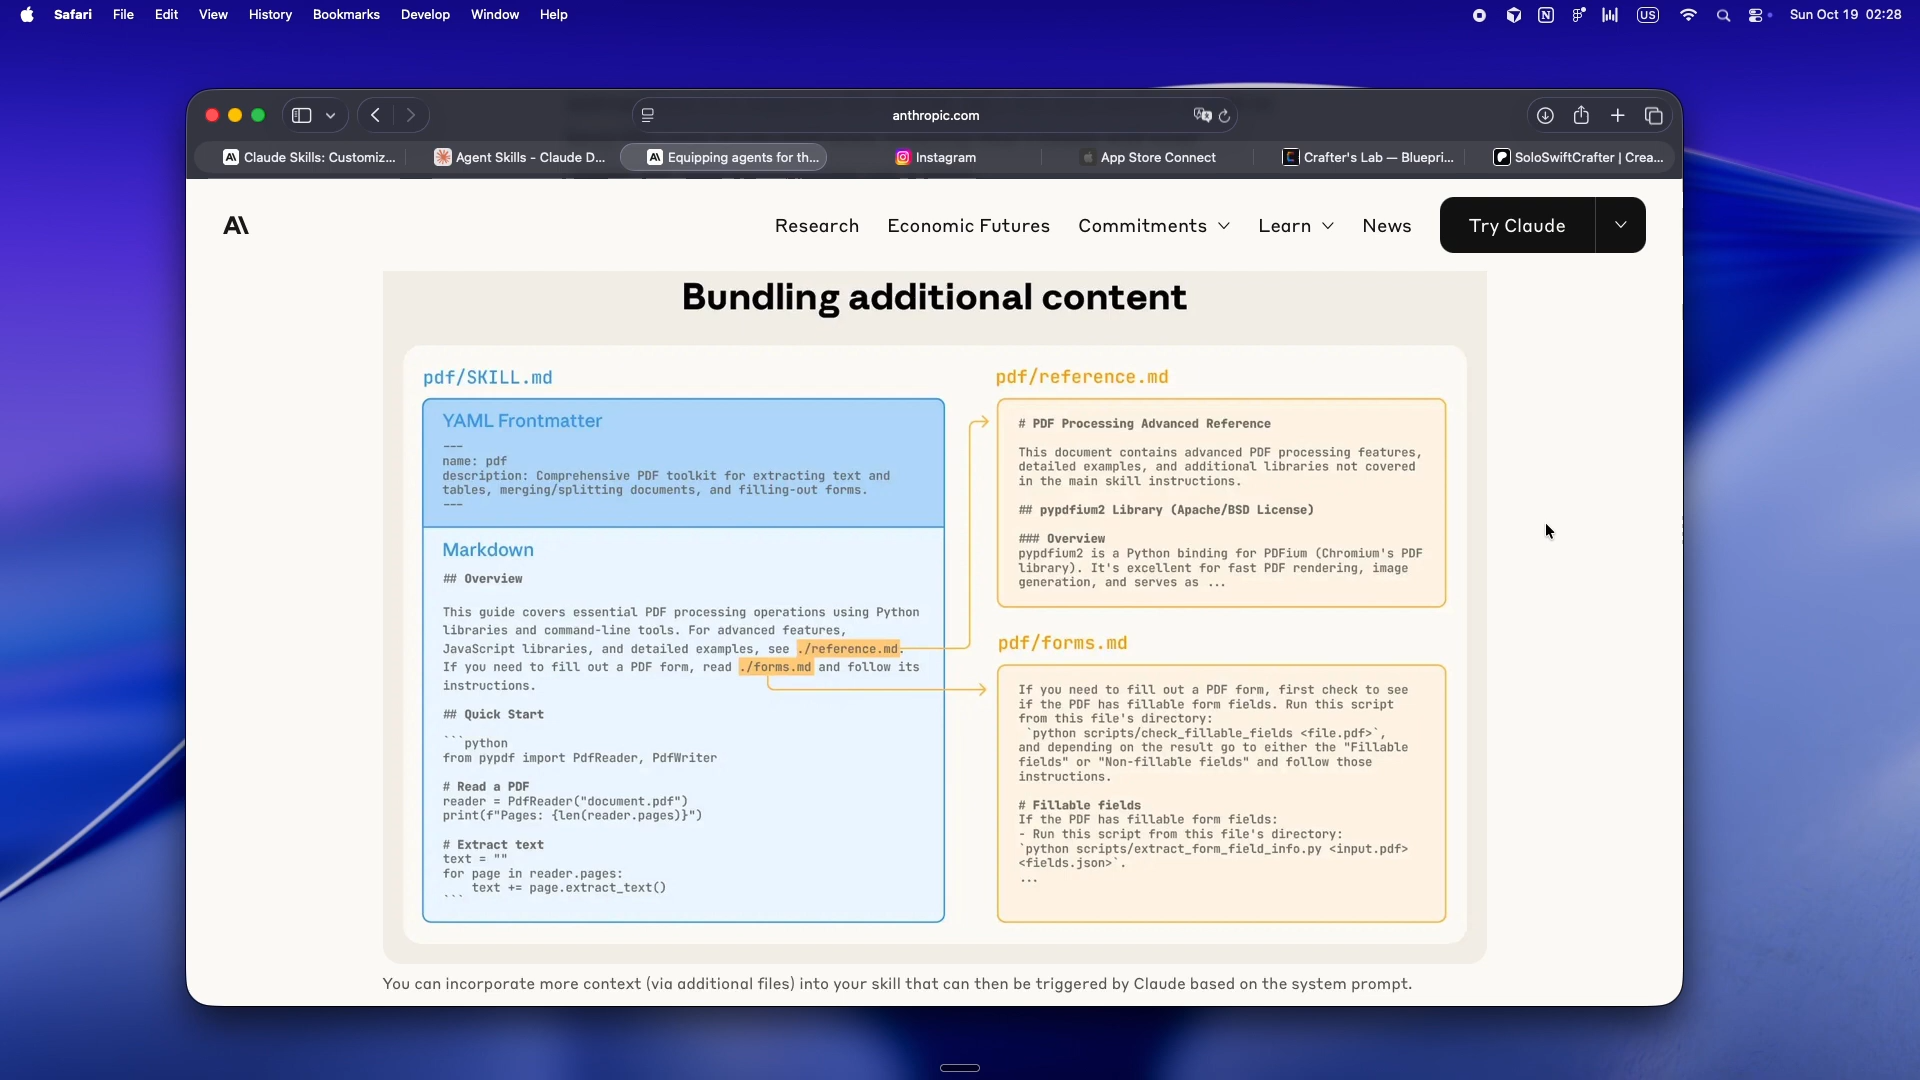 Safari File Edit View History Bookmarks Develop Window Help
US
Sun Oct 19 02:28
anthropic.com
Claude Skills: Customiz...
Agent Skills - Claude D...
Equipping agents for th...
Instagram
App Store Connect
Crafter's Lab — Bluepri...
SoloSwiftCrafter | Crea...
Research
Economic Futures
Commitments
Learn
News
Try Claude
Bundling additional content
pdf/SKILL.md
YAML Frontmatter
---
name: pdf
description: Comprehensive PDF toolkit for extracting text and
tables, merging/splitting documents, and filling-out forms.
---
Markdown
## Overview
This guide covers essential PDF processing operations using Python
libraries and command-line tools. For advanced features,
JavaScript libraries, and detailed examples, see ./reference.md.
If you need to fill out a PDF form, read ./forms.md and follow its
instructions.
## Quick Start
```python
from pypdf import PdfReader, PdfWriter
# Read a PDF
reader = PdfReader("document.pdf")
print(f"Pages: {len(reader.pages)}")
# Extract text
text = ""
for page in reader.pages:
    text += page.extract_text()
```
pdf/reference.md
# PDF Processing Advanced Reference
This document contains advanced PDF processing features,
detailed examples, and additional libraries not covered
in the main skill instructions.
## pypdfium2 Library (Apache/BSD License)
### Overview
pypdfium2 is a Python binding for PDFium (Chromium's PDF
library). It's excellent for fast PDF rendering, image
generation, and serves as ...
pdf/forms.md
If you need to fill out a PDF form, first check to see
if the PDF has fillable form fields. Run this script
from this file's directory:
`python scripts/check_fillable_fields <file.pdf>`,
and depending on the result go to either the "Fillable
fields" or "Non-fillable fields" and follow those
instructions.
# Fillable fields
If the PDF has fillable form fields:
- Run this script from this file's directory:
`python scripts/extract_form_field_info.py <input.pdf>
<fields.json>`.
...
You can incorporate more context (via additional files) into your skill that can then be triggered by Claude based on the system prompt.